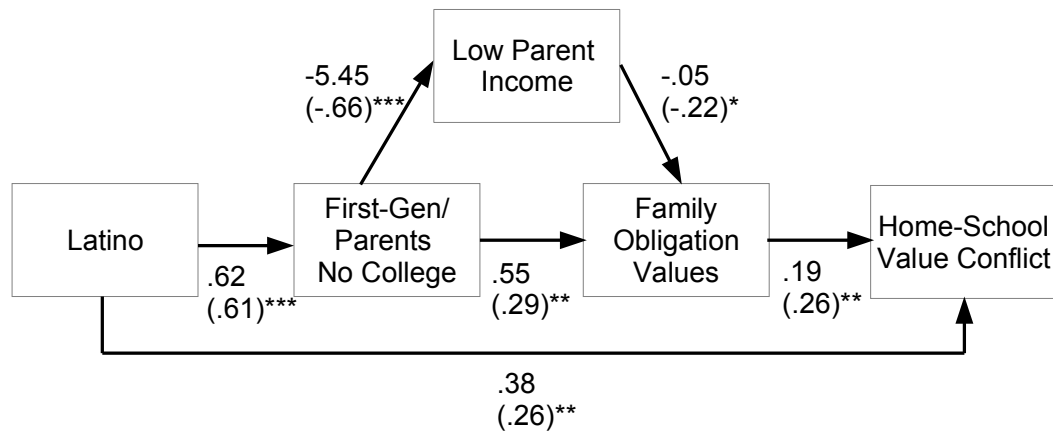 Low Parent
Income
-5.45
(-.66)***
-.05
(-.22)*
Latino
First-Gen/
Parents
No College
Family
Obligation
Values
Home-School
Value Conflict
.62
(.61)***
.55
(.29)**
.19
(.26)**
.38
(.26)**